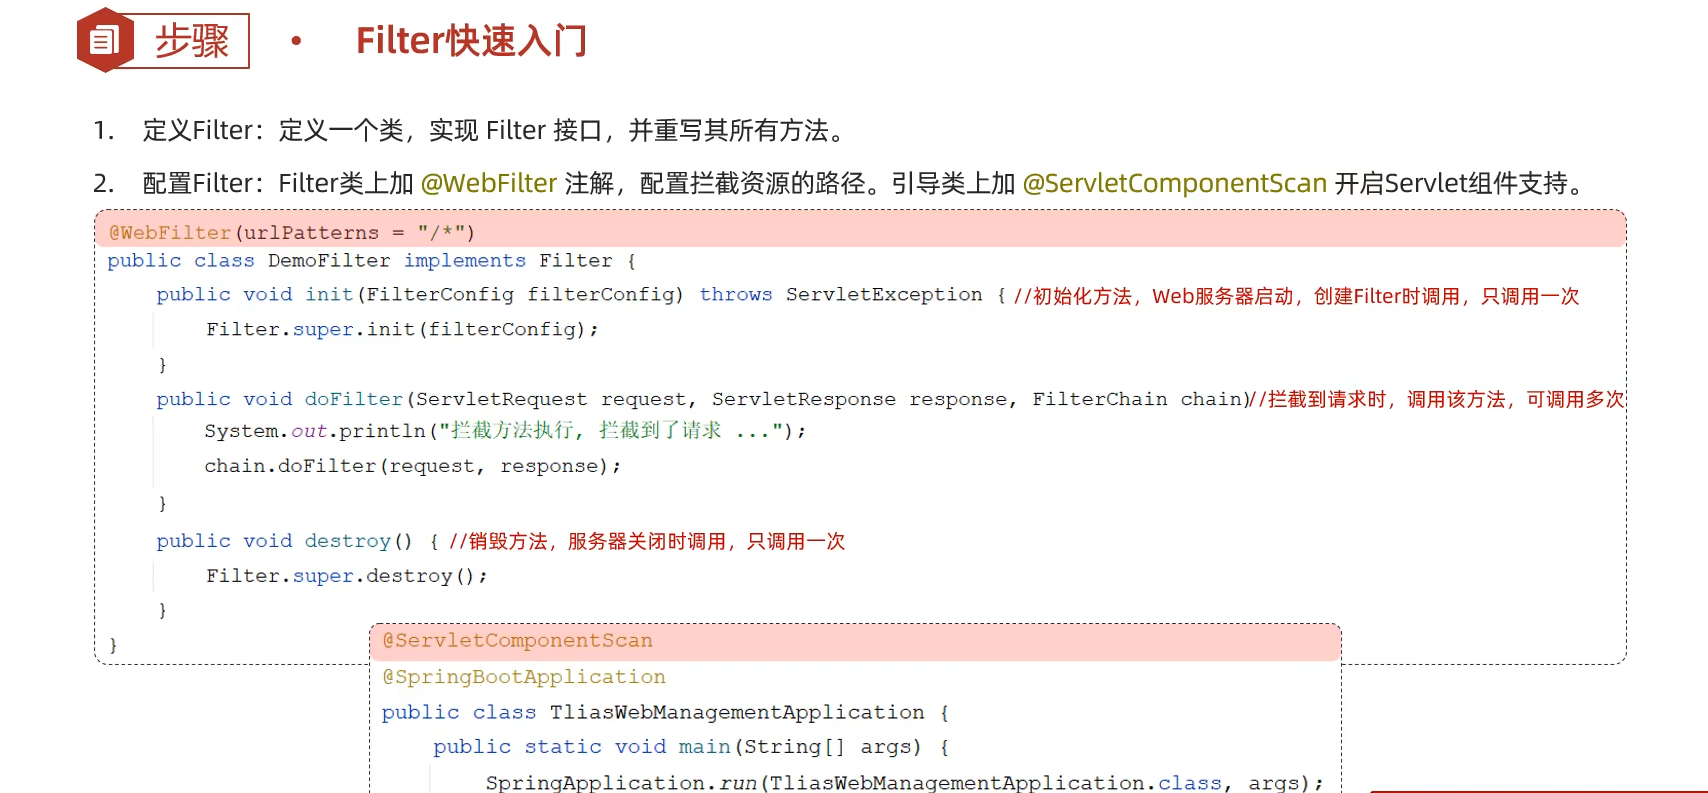 步骤 • Filter快速入门
1. 定义Filter：定义一个类，实现 Filter 接口，并重写其所有方法。
2. 配置Filter：Filter类上加 @WebFilter 注解，配置拦截资源的路径。引导类上加 @ServletComponentScan 开启Servlet组件支持。
@WebFilter(urlPatterns = "/*")
public class DemoFilter implements Filter {
public void init(FilterConfig filterConfig) throws ServletException { //初始化方法，Web服务器启动，创建Filter时调用，只调用一次
Filter.super.init(filterConfig);
}
public void doFilter(ServletRequest request, ServletResponse response, FilterChain chain)//拦截到请求时，调用该方法，可调用多次
System.out.println("拦截方法执行, 拦截到了请求 ...");
chain.doFilter(request, response);
}
public void destroy() { //销毁方法，服务器关闭时调用，只调用一次
Filter.super.destroy();
}
}
@ServletComponentScan
@SpringBootApplication
public class TliasWebManagementApplication {
public static void main(String[] args) {
SpringApplication.run(TliasWebManagementApplication.class, args);